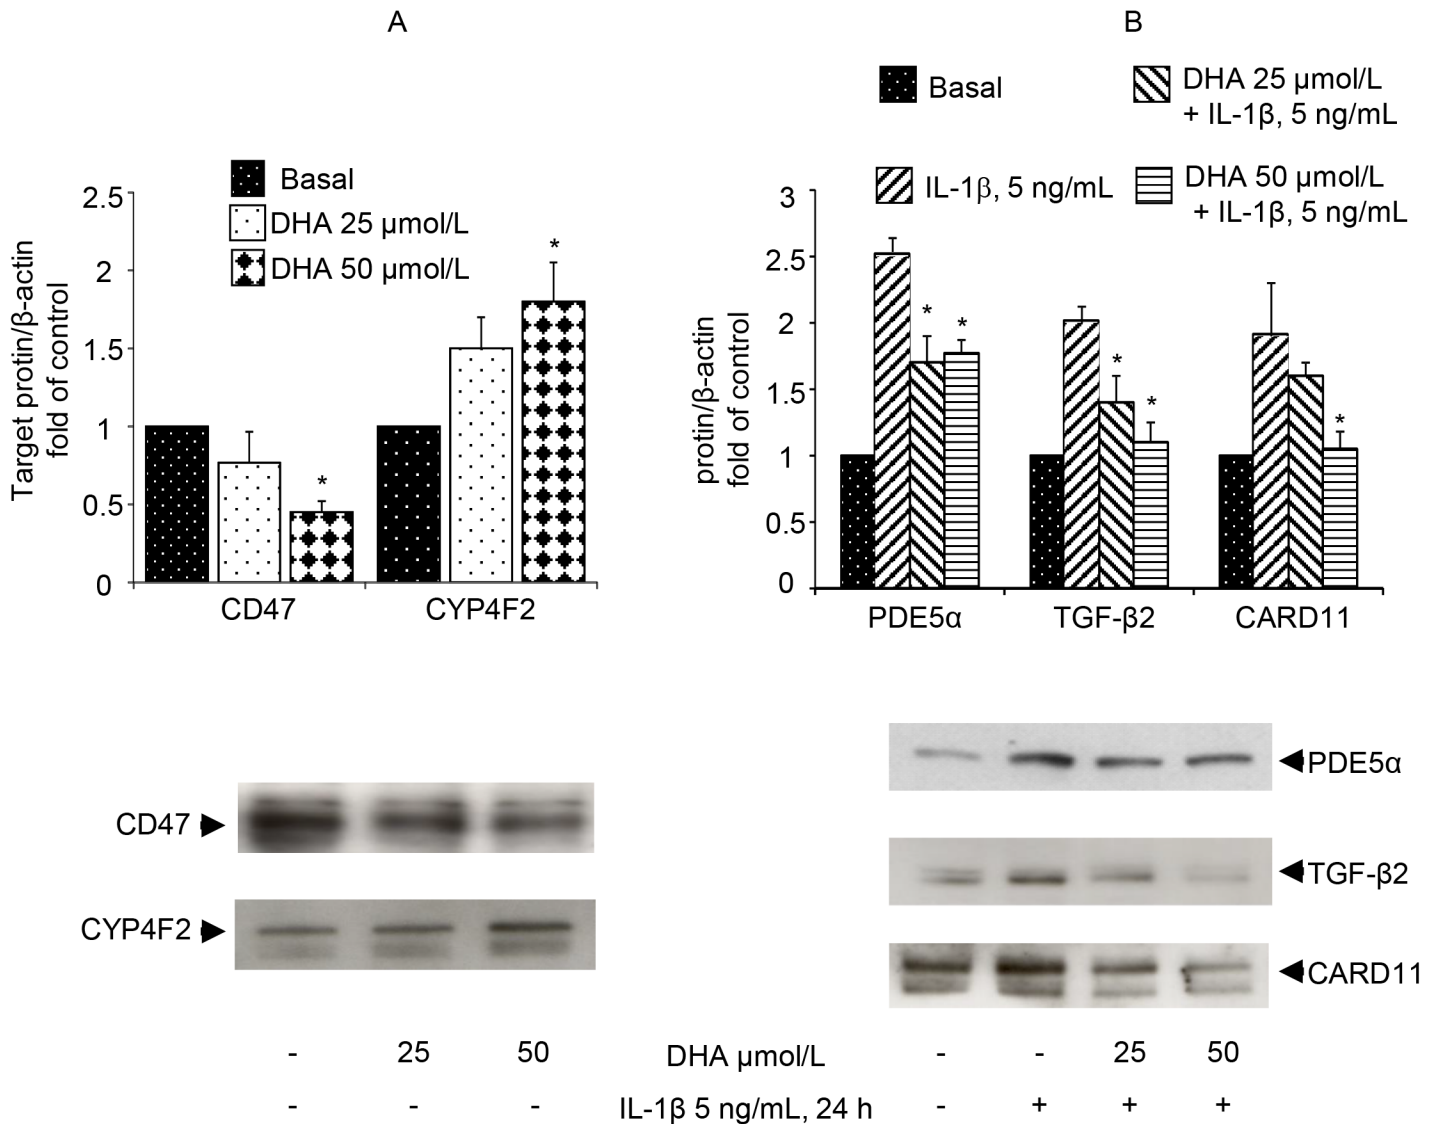 A
Basal
DHA 25 µmol/L
DHA 50 µmol/L
Target protin/β-actin
fold of control
2.5
2
1.5
1
0.5
0
*
*
CD47
CYP4F2
B
Basal
DHA 25 µmol/L
+ IL-1β, 5 ng/mL
IL-1β, 5 ng/mL
DHA 50 µmol/L
+ IL-1β, 5 ng/mL
protin/β-actin
fold of control
3
2.5
2
1.5
1
0.5
0
*
*
*
*
*
PDE5α
TGF-β2
CARD11
CD47
CYP4F2
PDE5α
TGF-β2
CARD11
- 25 50 DHA µmol/L - - 25 50
- - - IL-1β 5 ng/mL, 24 h - + + +